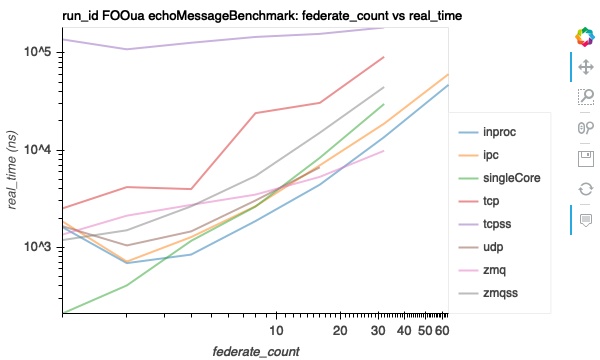 run_id FOOua echoMessageBenchmark: federate_count vs real_time
10^5
10^4
10^3
real_time (ns)
10 20 30 40 50 60
federate_count
inproc
ipc
singleCore
tcp
tcpss
udp
zmq
zmqss